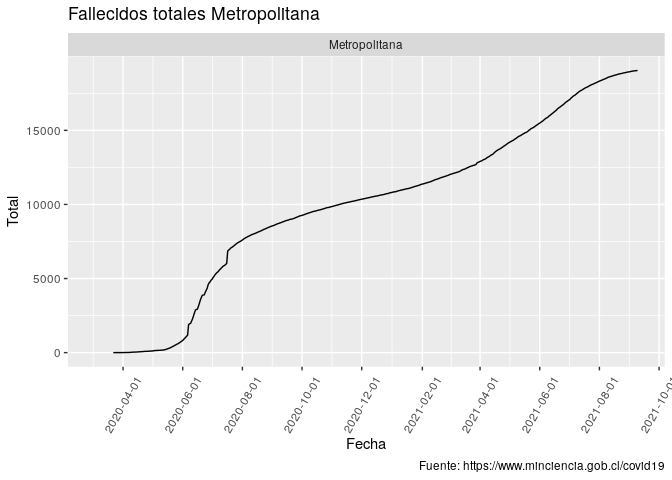 Fallecidos totales Metropolitana
Metropolitana
Total
15000
10000
5000
0
2020-04-01
2020-06-01
2020-08-01
2020-10-01
2020-12-01
2021-02-01
2021-04-01
2021-06-01
2021-08-01
2021-10-01
Fecha
Fuente: https://www.minciencia.gob.cl/covid19